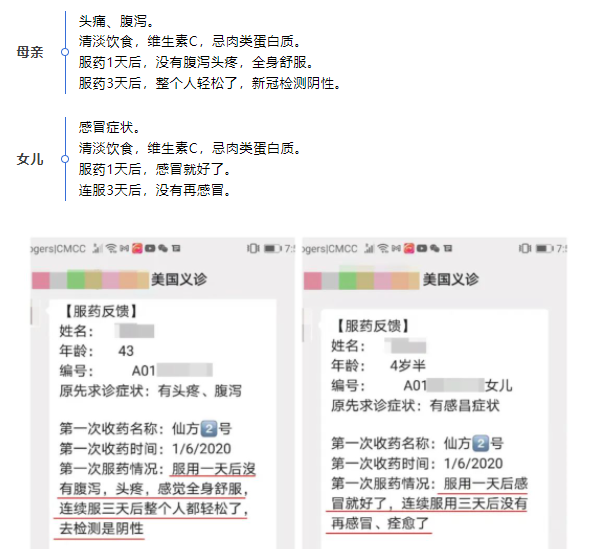 母亲
头痛、腹泻。
清淡饮食，维生素C，忌肉类蛋白质。
服药1天后，没有腹泻头疼，全身舒服。
服药3天后，整个人轻松了，新冠检测阴性。
女儿
感冒症状。
清淡饮食，维生素C，忌肉类蛋白质。
服药1天后，感冒就好了。
连服3天后，没有再感冒。
ogers|CMCC
7:5
美国义诊
【服药反馈】
姓名：
年龄： 43
编号： A01
原先求诊症状：有头疼、腹泻
第一次收药名称：仙方2号
第一次收药时间：1/6/2020
第一次服药情况：服用一天后没
有腹泻，头疼，感觉全身舒服，
连续服三天后整个人都轻松了，
去检测是阴性
ogers|CMCC
7:5
美国义诊
【服药反馈】
姓名：
年龄： 4岁半
编号： A01 女儿
原先求诊症状：有感昌症状
第一次收药名称：仙方2号
第一次收药时间：1/6/2020
第一次服药情况：服用一天后感
冒就好了，连续服用三天后没有
再感冒、痊愈了